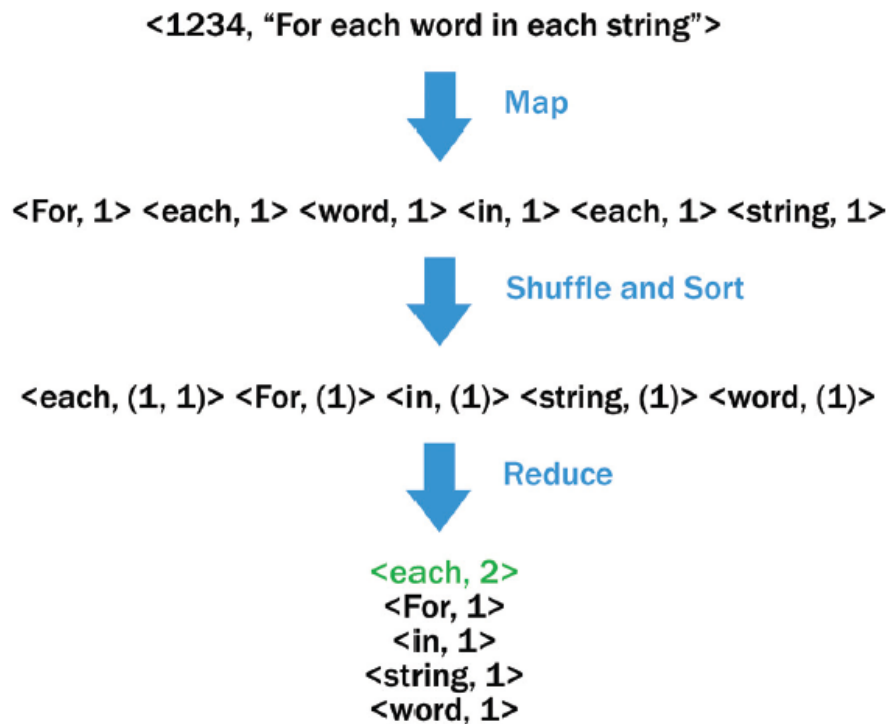 <1234, “For each word in each string”>
Map
<For, 1> <each, 1> <word, 1> <in, 1> <each, 1> <string, 1>
Shuffle and Sort
<each, (1, 1)> <For, (1)> <in, (1)> <string, (1)> <word, (1)>
Reduce
<each, 2>
<For, 1>
<in, 1>
<string, 1>
<word, 1>